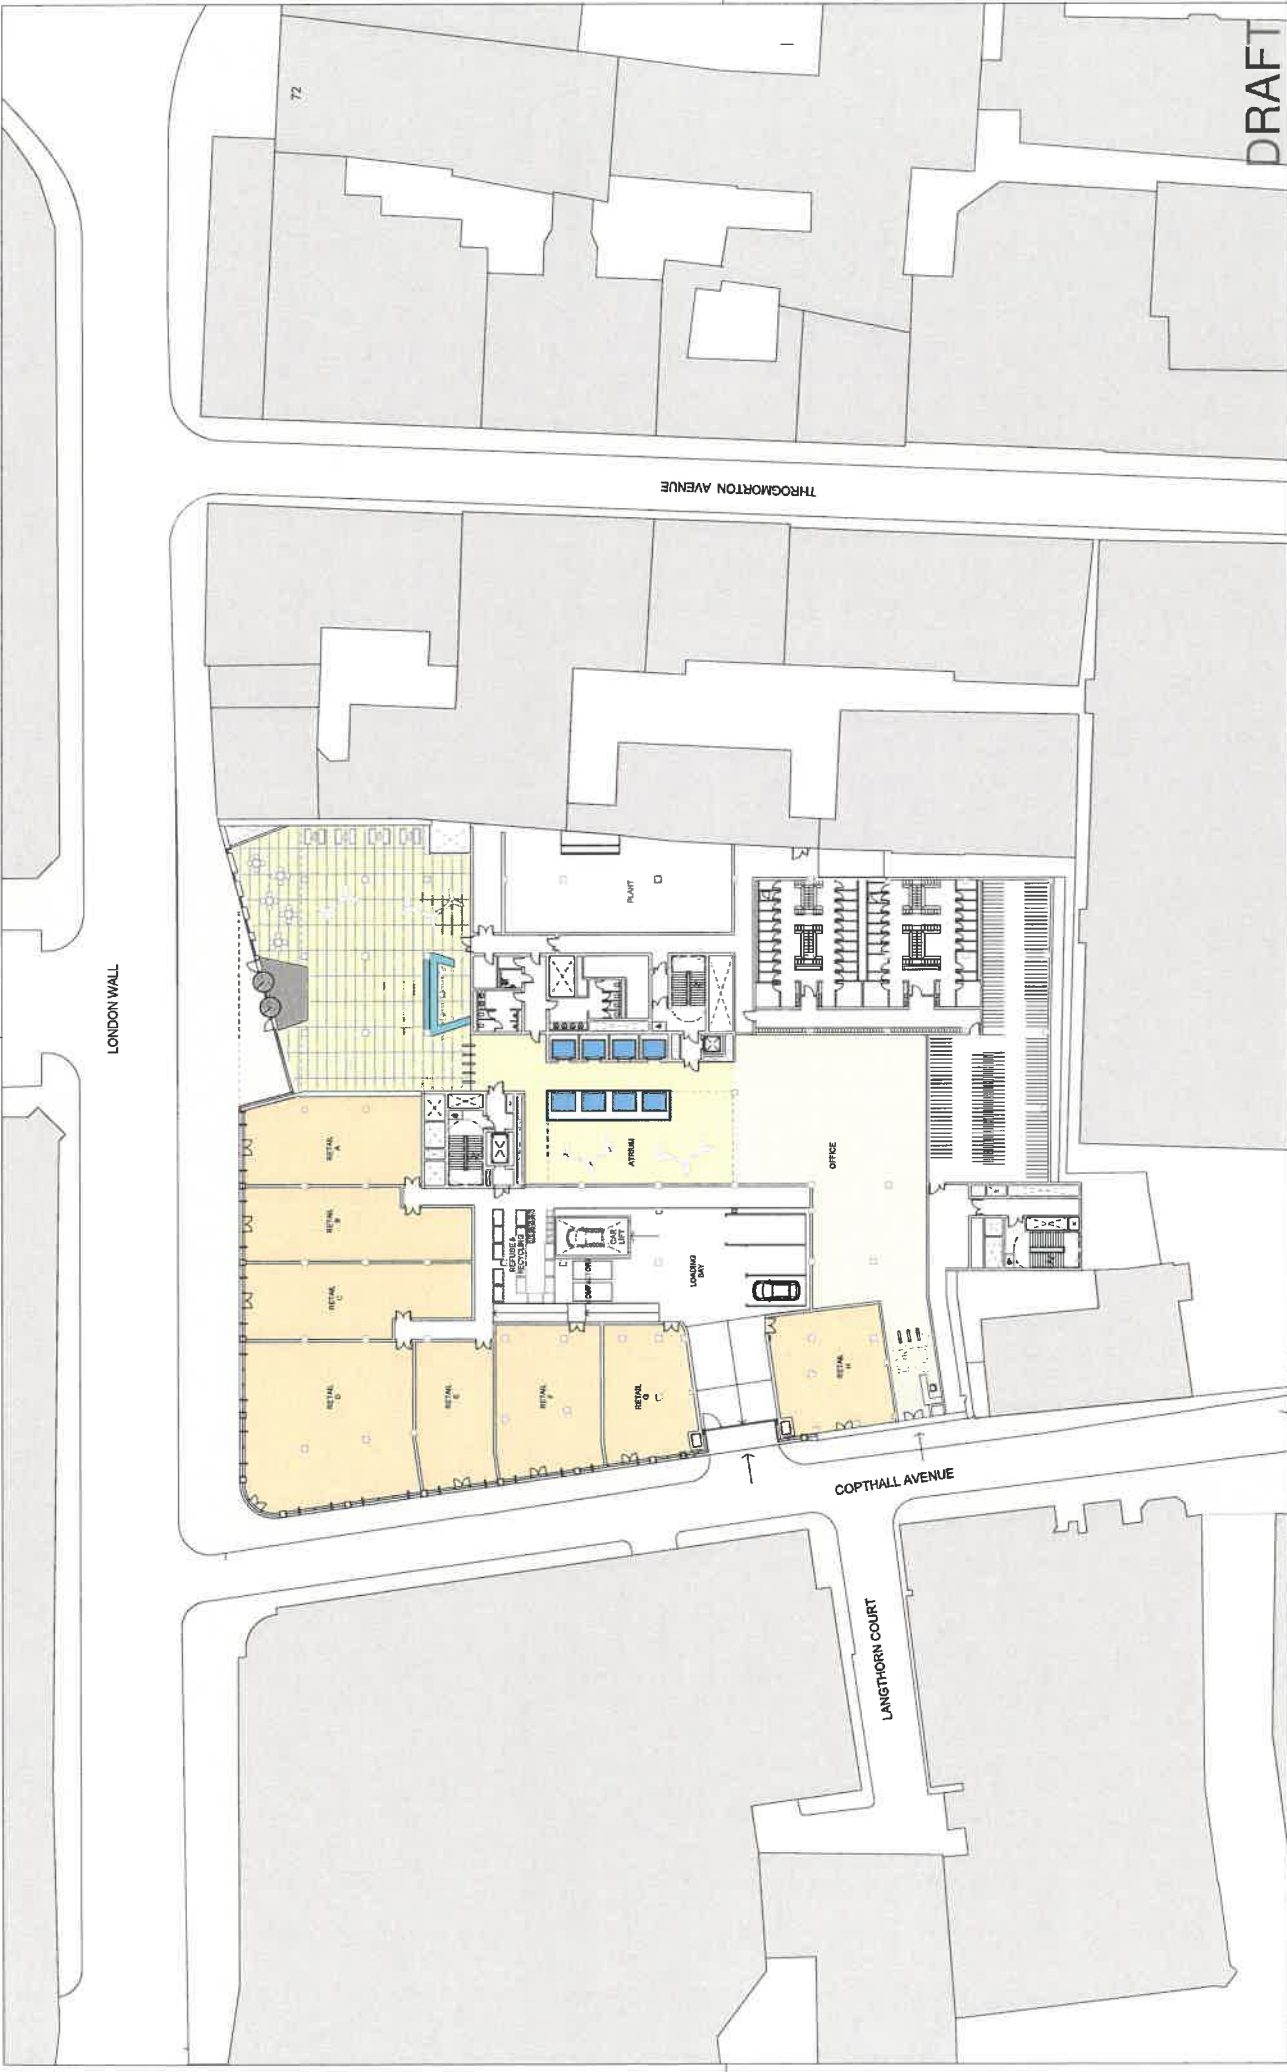 DRAFT
72
THROGMORTON AVENUE
LONDON WALL
PLANT
RETAIL
A
RETAIL
B
RETAIL
C
RETAIL
D
RETAIL
E
RETAIL
F
RETAIL
G
RETAIL
H
ATRIUM
OFFICE
REFUSE &
RECYCLING
CAR
LIFT
LOADING
BAY
COPTHALL AVENUE
LANGTHORN COURT